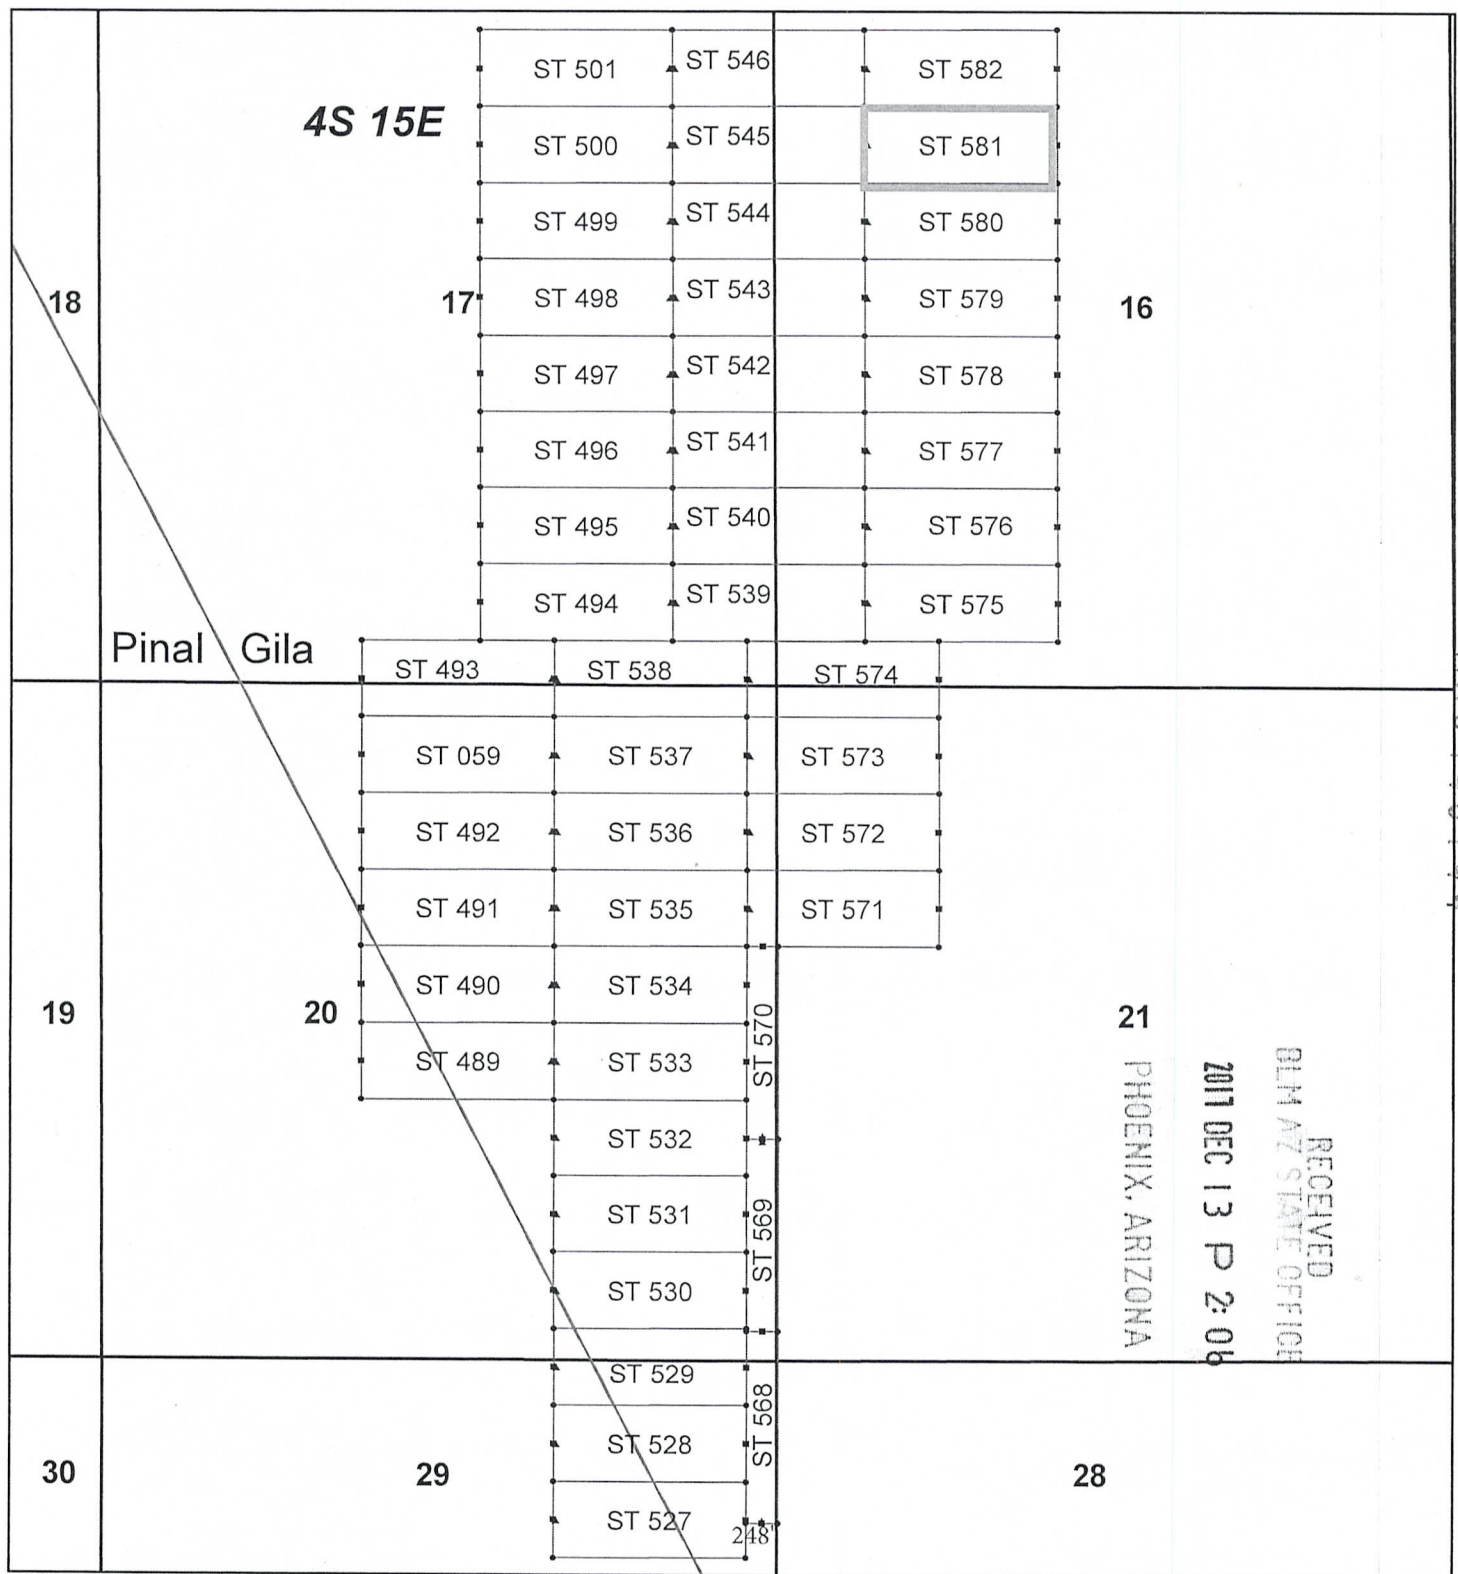 ST 501 ST 546 ST 582
4S 15E
ST 500 ST 545 ST 581
ST 499 ST 544 ST 580
18 17 ST 498 ST 543 ST 579 16
ST 497 ST 542 ST 578
ST 496 ST 541 ST 577
ST 495 ST 540 ST 576
ST 494 ST 539 ST 575
Pinal Gila
ST 493 ST 538 ST 574
ST 059 ST 537 ST 573
ST 492 ST 536 ST 572
ST 491 ST 535 ST 571
ST 490 ST 534
19 20 ST 570 21
ST 489 ST 533
ST 532
ST 531 ST 569
ST 530
ST 529
ST 528 ST 568
30 29 28
ST 527
248'
RECEIVED
BLM AZ STATE OFFICE
2017 DEC 13 P 2:06
PHOENIX, ARIZONA